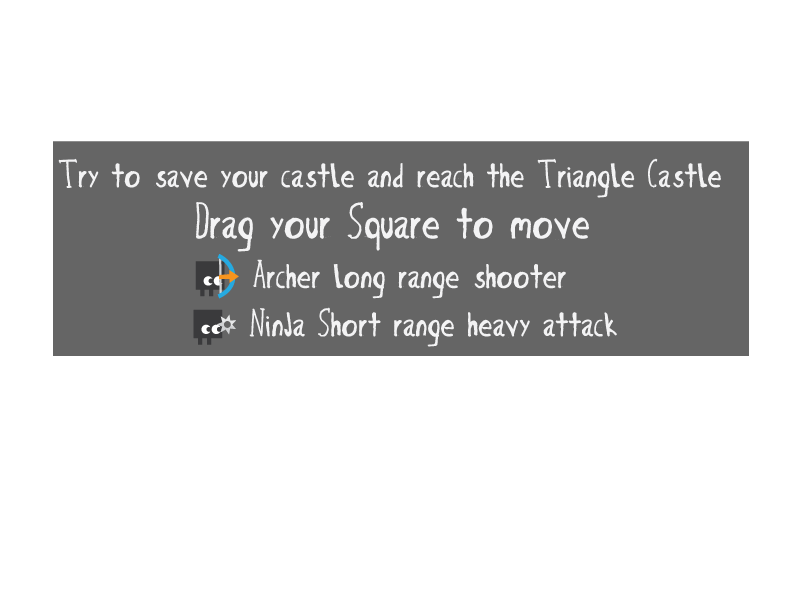 Try to save your castle and reach the Triangle Castle
Drag your Square to move
Archer long range shooter
Ninja Short range heavy attack